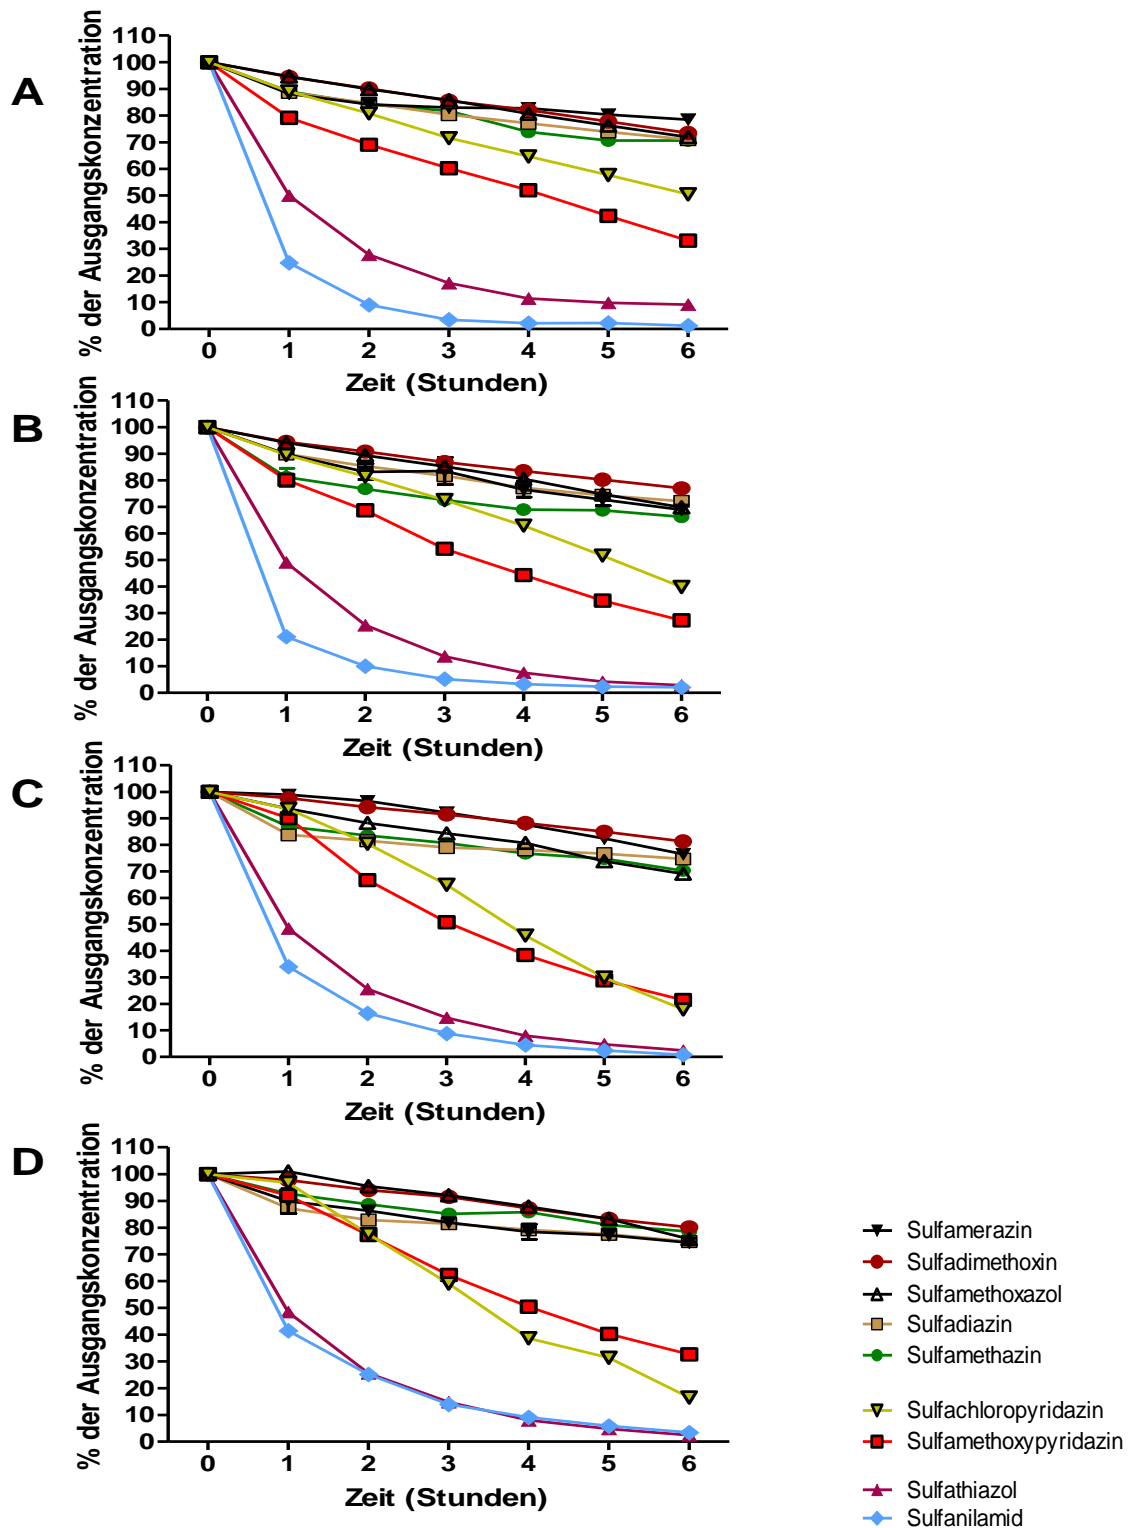 A
% der Ausgangskonzentration
110
100
90
80
70
60
50
40
30
20
10
0
0 1 2 3 4 5 6
Zeit (Stunden)
B
% der Ausgangskonzentration
110
100
90
80
70
60
50
40
30
20
10
0
0 1 2 3 4 5 6
Zeit (Stunden)
C
% der Ausgangskonzentration
110
100
90
80
70
60
50
40
30
20
10
0
0 1 2 3 4 5 6
Zeit (Stunden)
D
% der Ausgangskonzentration
110
100
90
80
70
60
50
40
30
20
10
0
0 1 2 3 4 5 6
Zeit (Stunden)
Sulfamerazin
Sulfadimethoxin
Sulfamethoxazol
Sulfadiazin
Sulfamethazin
Sulfachloropyridazin
Sulfamethoxypyridazin
Sulfathiazol
Sulfanilamid